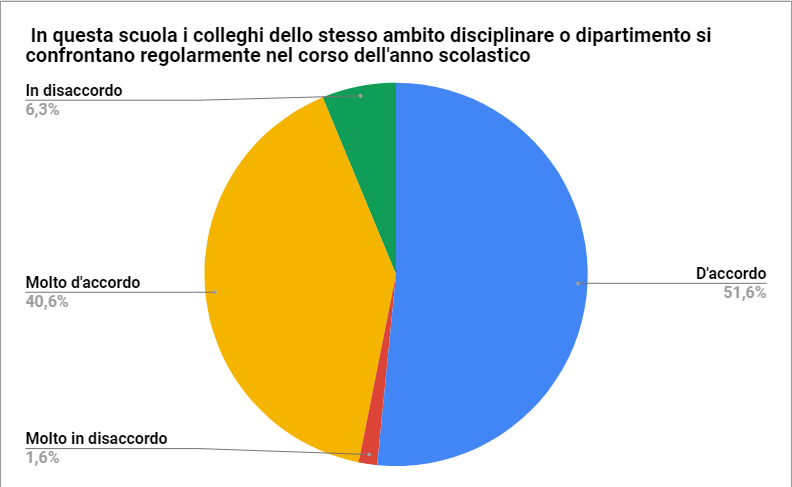 In questa scuola i colleghi dello stesso ambito disciplinare o dipartimento si
confrontano regolarmente nel corso dell'anno scolastico
In disaccordo
6,3%
Molto d'accordo
40,6%
D'accordo
51,6%
Molto in disaccordo
1,6%